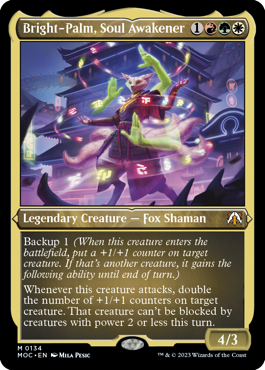 Bright-Palm, Soul Awakener 1
Legendary Creature — Fox Shaman
Backup 1 (When this creature enters the
battlefield, put a +1/+1 counter on target
creature. If that's another creature, it gains the
following ability until end of turn.)
Whenever this creature attacks, double
the number of +1/+1 counters on target
creature. That creature can't be blocked by
creatures with power 2 or less this turn.
4/3
M 0134
MOC • EN Mila Pesic
™ & © 2023 Wizards of the Coast